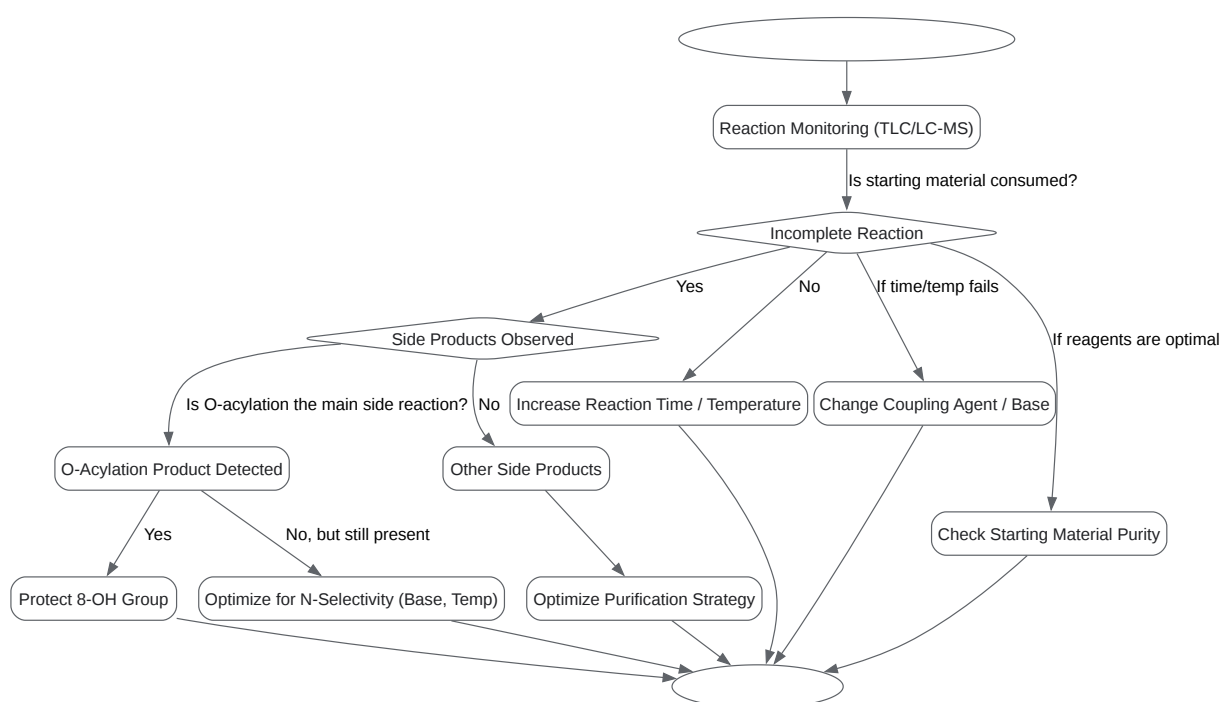 Reaction Monitoring (TLC/LC-MS)
Is starting material consumed?
Incomplete Reaction
Yes
No
If time/temp fails
Side Products Observed
If reagents are optimal
Is O-acylation the main side reaction?
No
Increase Reaction Time / Temperature
Change Coupling Agent / Base
O-Acylation Product Detected
Other Side Products
Yes
No, but still present
Check Starting Material Purity
Protect 8-OH Group
Optimize for N-Selectivity (Base, Temp)
Optimize Purification Strategy